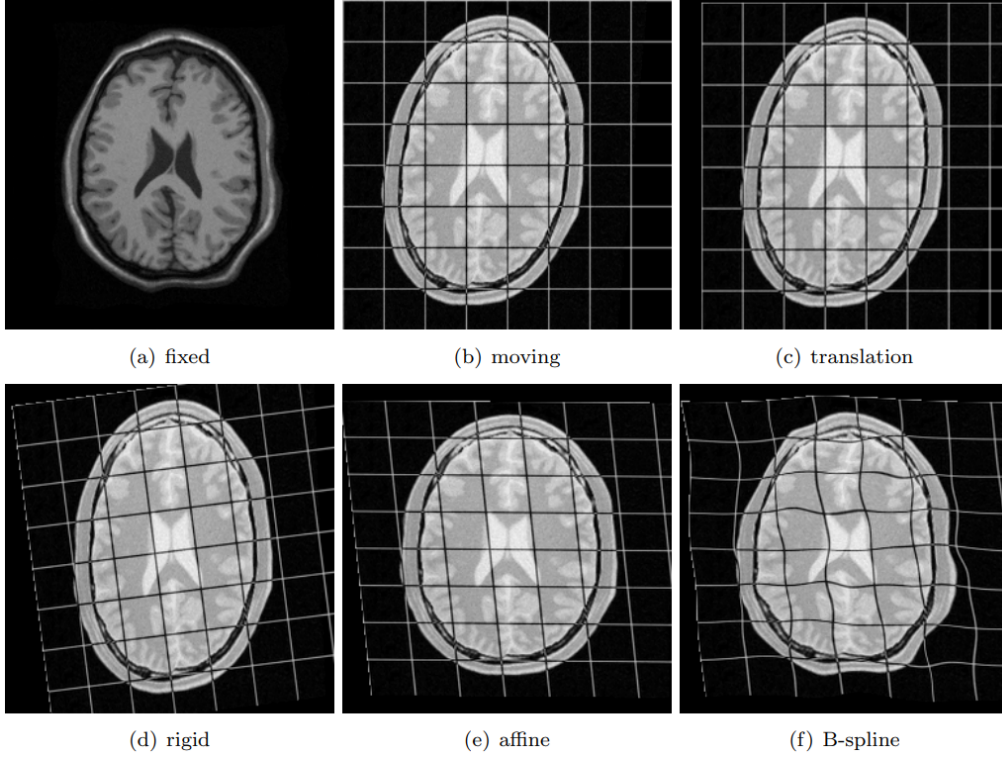 (a) fixed
(b) moving
(c) translation
(d) rigid
(e) affine
(f) B-spline